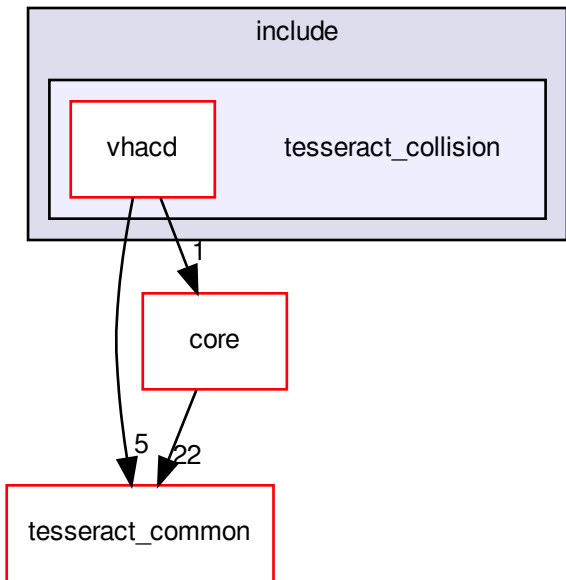 include
vhacd
tesseract_collision
1
core
5
22
tesseract_common